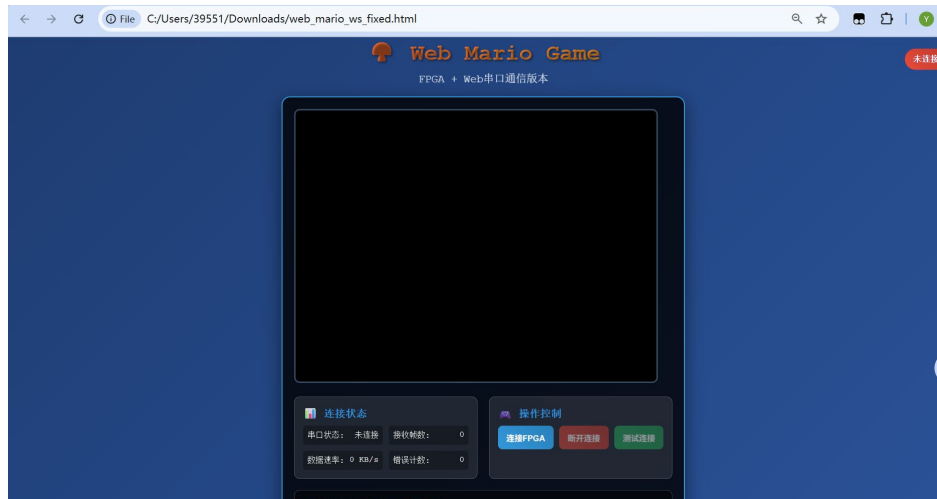 File C:/Users/39551/Downloads/web_mario_ws_fixed.html
Y
Web Mario Game
未连接
FPGA + Web串口通信版本
连接状态
串口状态: 未连接 接收帧数: 0
数据速率: 0 KB/s 错误计数: 0
操作控制
连接FPGA 断开连接 测试连接